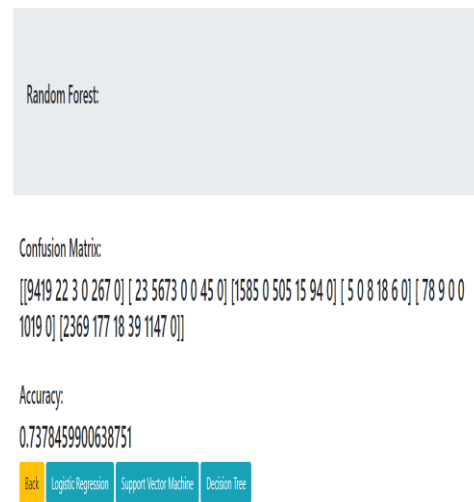 Random Forest:
Confusion Matrix:
[[9419 22 3 0 267 0] [ 23 5673 0 0 45 0] [1585 0 505 15 94 0] [ 5 0 8 18 6 0] [ 78 9 0 0
1019 0] [2369 177 18 39 1147 0]]
Accuracy:
0.7378459900638751
Back Logistic Regression Support Vector Machine Decision Tree